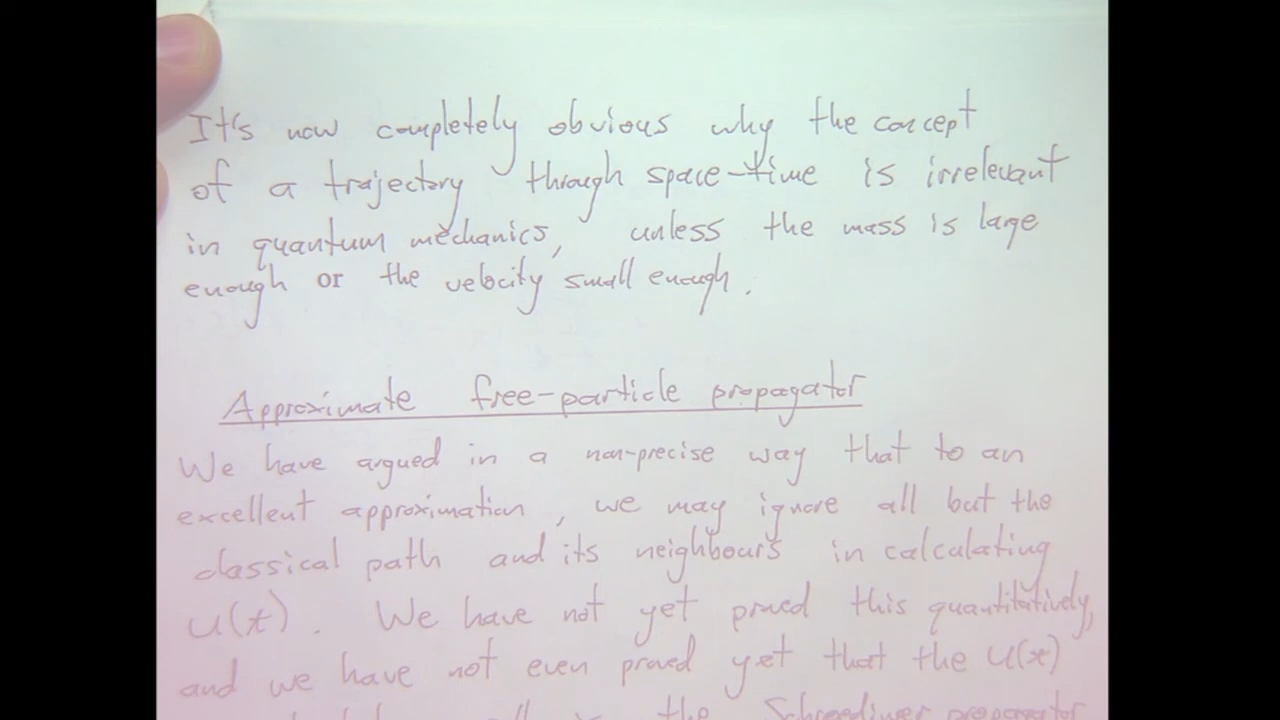 It's now completely obvious why the concept
of a trajectory through space-time is irrelevant
in quantum mechanics, unless the mass is large
enough or the velocity small enough.
Approximate free-particle propagator
We have argued in a non-precise way that to an
excellent approximation, we may ignore all but the
classical path and its neighbours in calculating
U(t). We have not yet proved this quantitatively,
and we have not even proved yet that the U(t)
the Schroedinger propagator